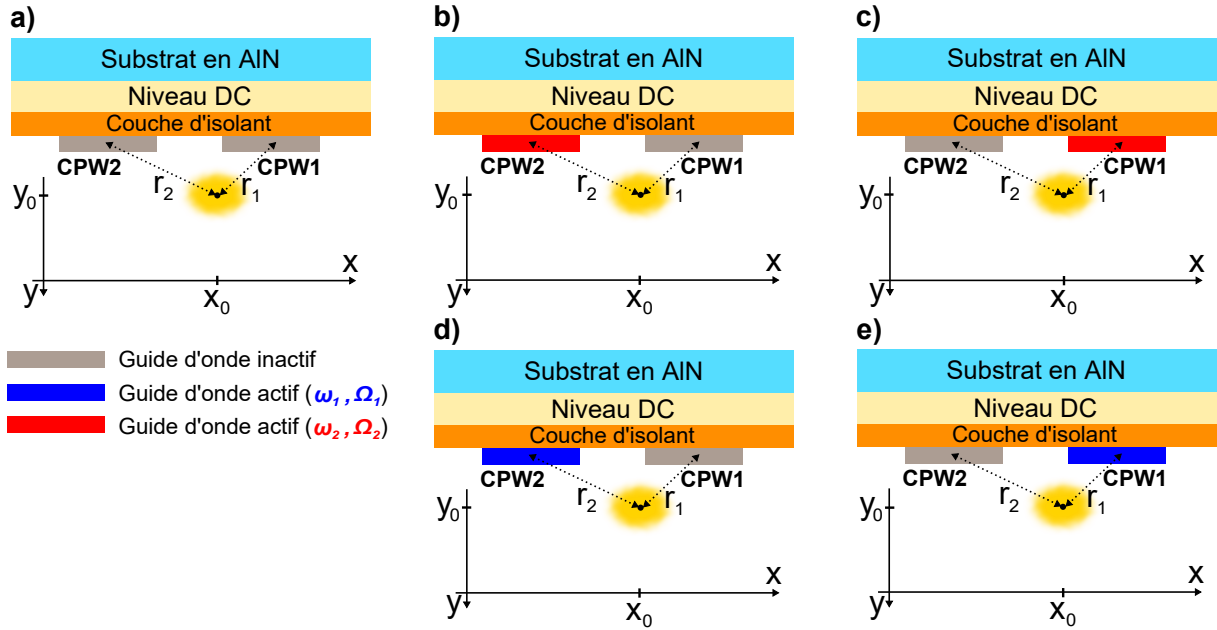 a)
Substrat en AlN
Niveau DC
Couche d'isolant
CPW2
CPW1
r2
r1
y0
x
y
x0
b)
Substrat en AlN
Niveau DC
Couche d'isolant
CPW2
CPW1
r2
r1
y0
x
y
x0
c)
Substrat en AlN
Niveau DC
Couche d'isolant
CPW2
CPW1
r2
r1
y0
x
y
x0
Guide d'onde inactif
Guide d'onde actif (ω1, Ω1)
Guide d'onde actif (ω2, Ω2)
d)
Substrat en AlN
Niveau DC
Couche d'isolant
CPW2
CPW1
r2
r1
y0
x
y
x0
e)
Substrat en AlN
Niveau DC
Couche d'isolant
CPW2
CPW1
r2
r1
y0
x
y
x0